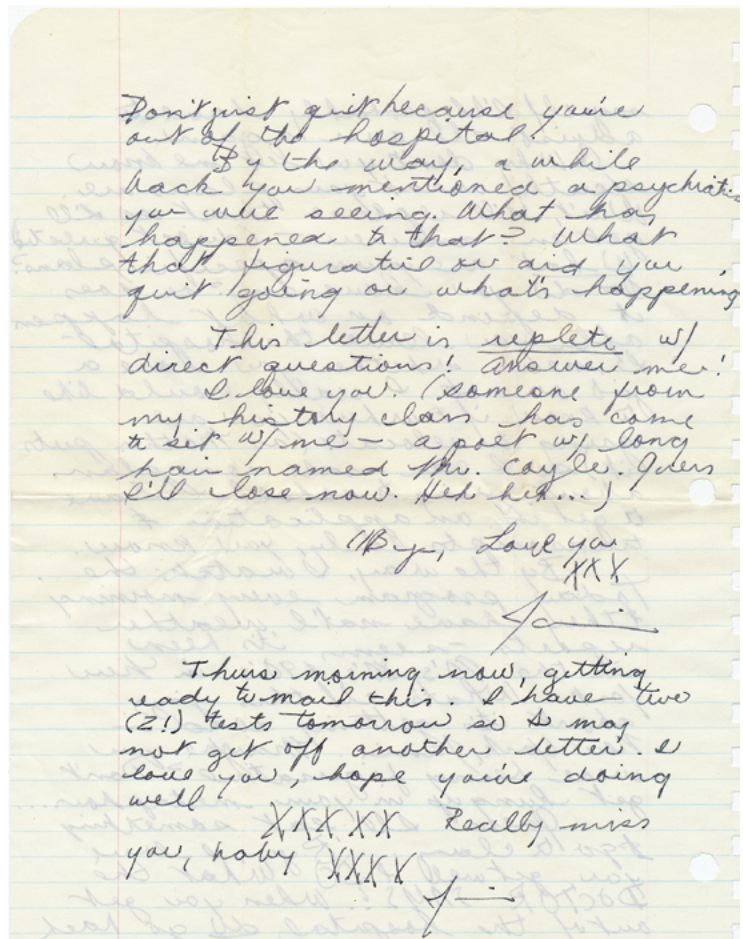 Don't just quit because you're
out of the hospital.
By the way, a while
back you mentioned a psychiatris
you were seeing. What has
happened to that? What
that figurative or did you
quit going or what's happening
This letter is replete w/
direct questions! Answer me!
I love you. (someone from
my history class has come
to sit w/ me – a poet w/ long
hair named Mr. Coyle. Guess
I'll close now. Heh heh...)
'Bye, Love you
XXX
Thurs morning now, getting
ready to mail this. I have two
(2!) tests tomorrow so I may
not get off another letter. I
love you, hope you're doing
well
XXXXX Really miss
you, baby XXXX